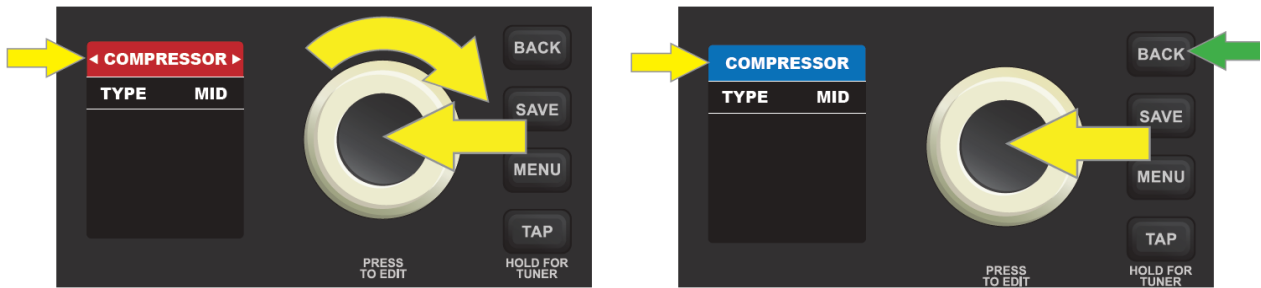 ◂ COMPRESSOR ▸
TYPE MID
BACK
SAVE
MENU
TAP
PRESS
TO EDIT
HOLD FOR
TUNER
COMPRESSOR
TYPE MID
BACK
SAVE
MENU
TAP
PRESS
TO EDIT
HOLD FOR
TUNER